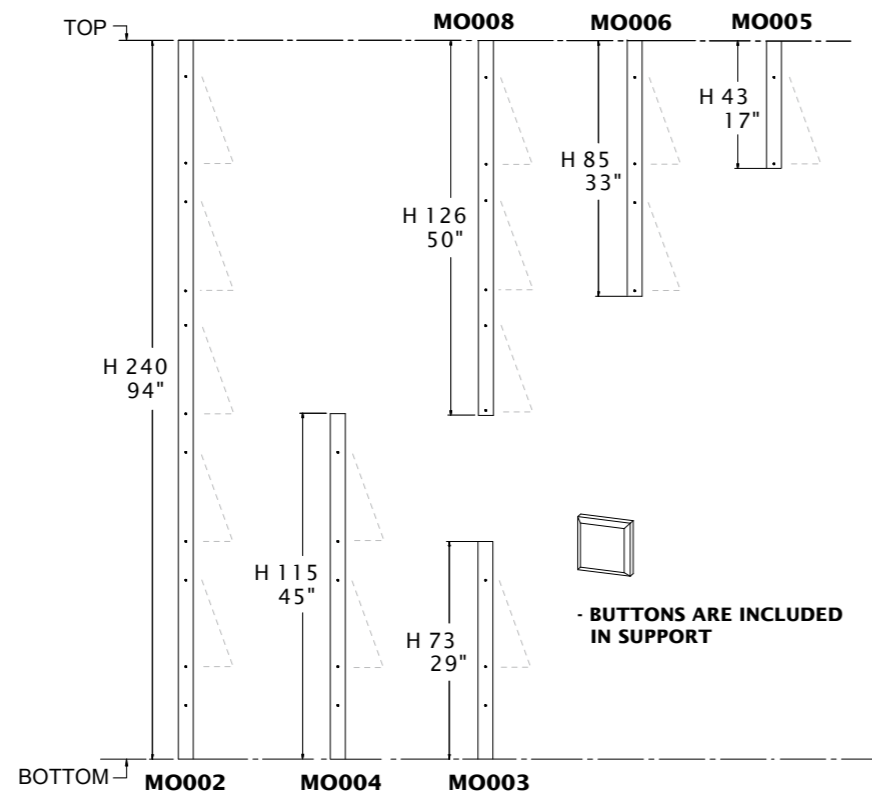 TOP
MO008
MO006
MO005
H 43
17"
H 85
33"
H 126
50"
H 240
94"
H 115
45"
H 73
29"
- BUTTONS ARE INCLUDED
IN SUPPORT
BOTTOM
MO002
MO004
MO003